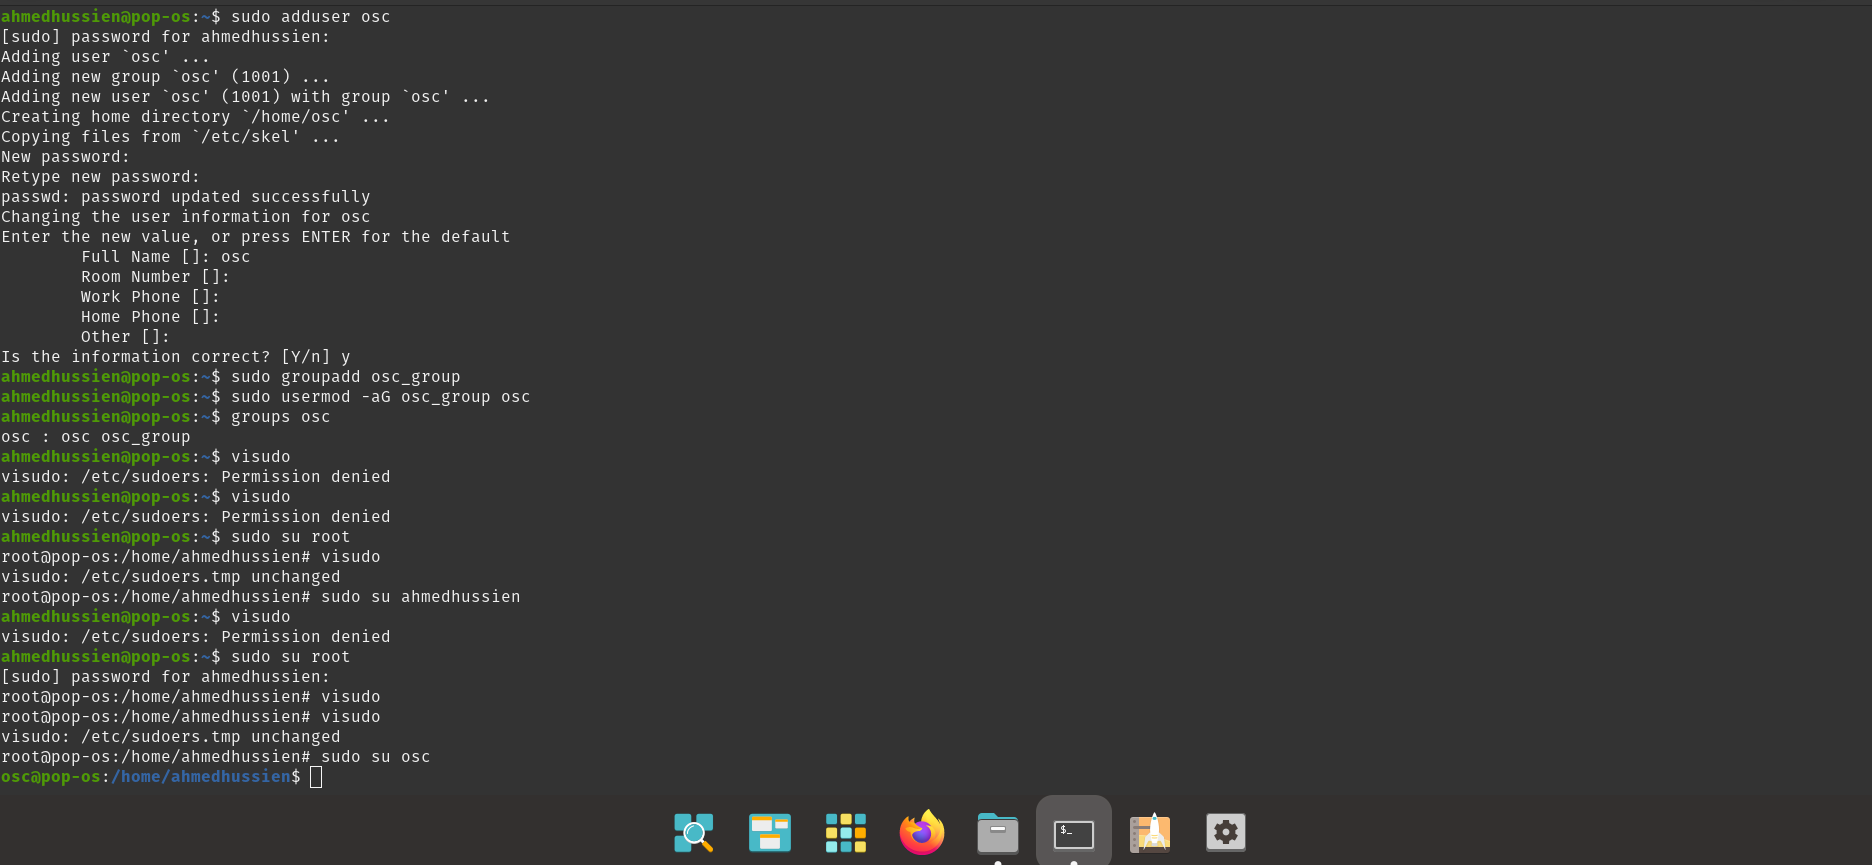 ahmedhussien@pop-os:~$ sudo adduser osc
[sudo] password for ahmedhussien:
Adding user `osc' ...
Adding new group `osc' (1001) ...
Adding new user `osc' (1001) with group `osc' ...
Creating home directory `/home/osc' ...
Copying files from `/etc/skel' ...
New password:
Retype new password:
passwd: password updated successfully
Changing the user information for osc
Enter the new value, or press ENTER for the default
        Full Name []: osc
        Room Number []:
        Work Phone []:
        Home Phone []:
        Other []:
Is the information correct? [Y/n] y
ahmedhussien@pop-os:~$ sudo groupadd osc_group
ahmedhussien@pop-os:~$ sudo usermod -aG osc_group osc
ahmedhussien@pop-os:~$ groups osc
osc : osc osc_group
ahmedhussien@pop-os:~$ visudo
visudo: /etc/sudoers: Permission denied
ahmedhussien@pop-os:~$ visudo
visudo: /etc/sudoers: Permission denied
ahmedhussien@pop-os:~$ sudo su root
root@pop-os:/home/ahmedhussien# visudo
visudo: /etc/sudoers.tmp unchanged
root@pop-os:/home/ahmedhussien# sudo su ahmedhussien
ahmedhussien@pop-os:~$ visudo
visudo: /etc/sudoers: Permission denied
ahmedhussien@pop-os:~$ sudo su root
[sudo] password for ahmedhussien:
root@pop-os:/home/ahmedhussien# visudo
root@pop-os:/home/ahmedhussien# visudo
visudo: /etc/sudoers.tmp unchanged
root@pop-os:/home/ahmedhussien# sudo su osc
osc@pop-os:/home/ahmedhussien$
$_